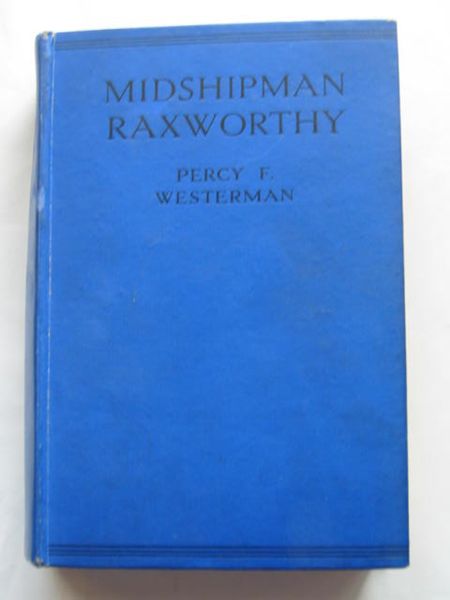 MIDSHIPMAN
RAXWORTHY
PERCY F.
WESTERMAN